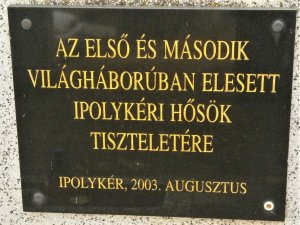 AZ ELSŐ ÉS MÁSODIK
VILÁGHÁBORÚBAN ELESETT
IPOLYKÉRI HŐSÖK
TISZTELETÉRE
IPOLYKÉR, 2003. AUGUSZTUS